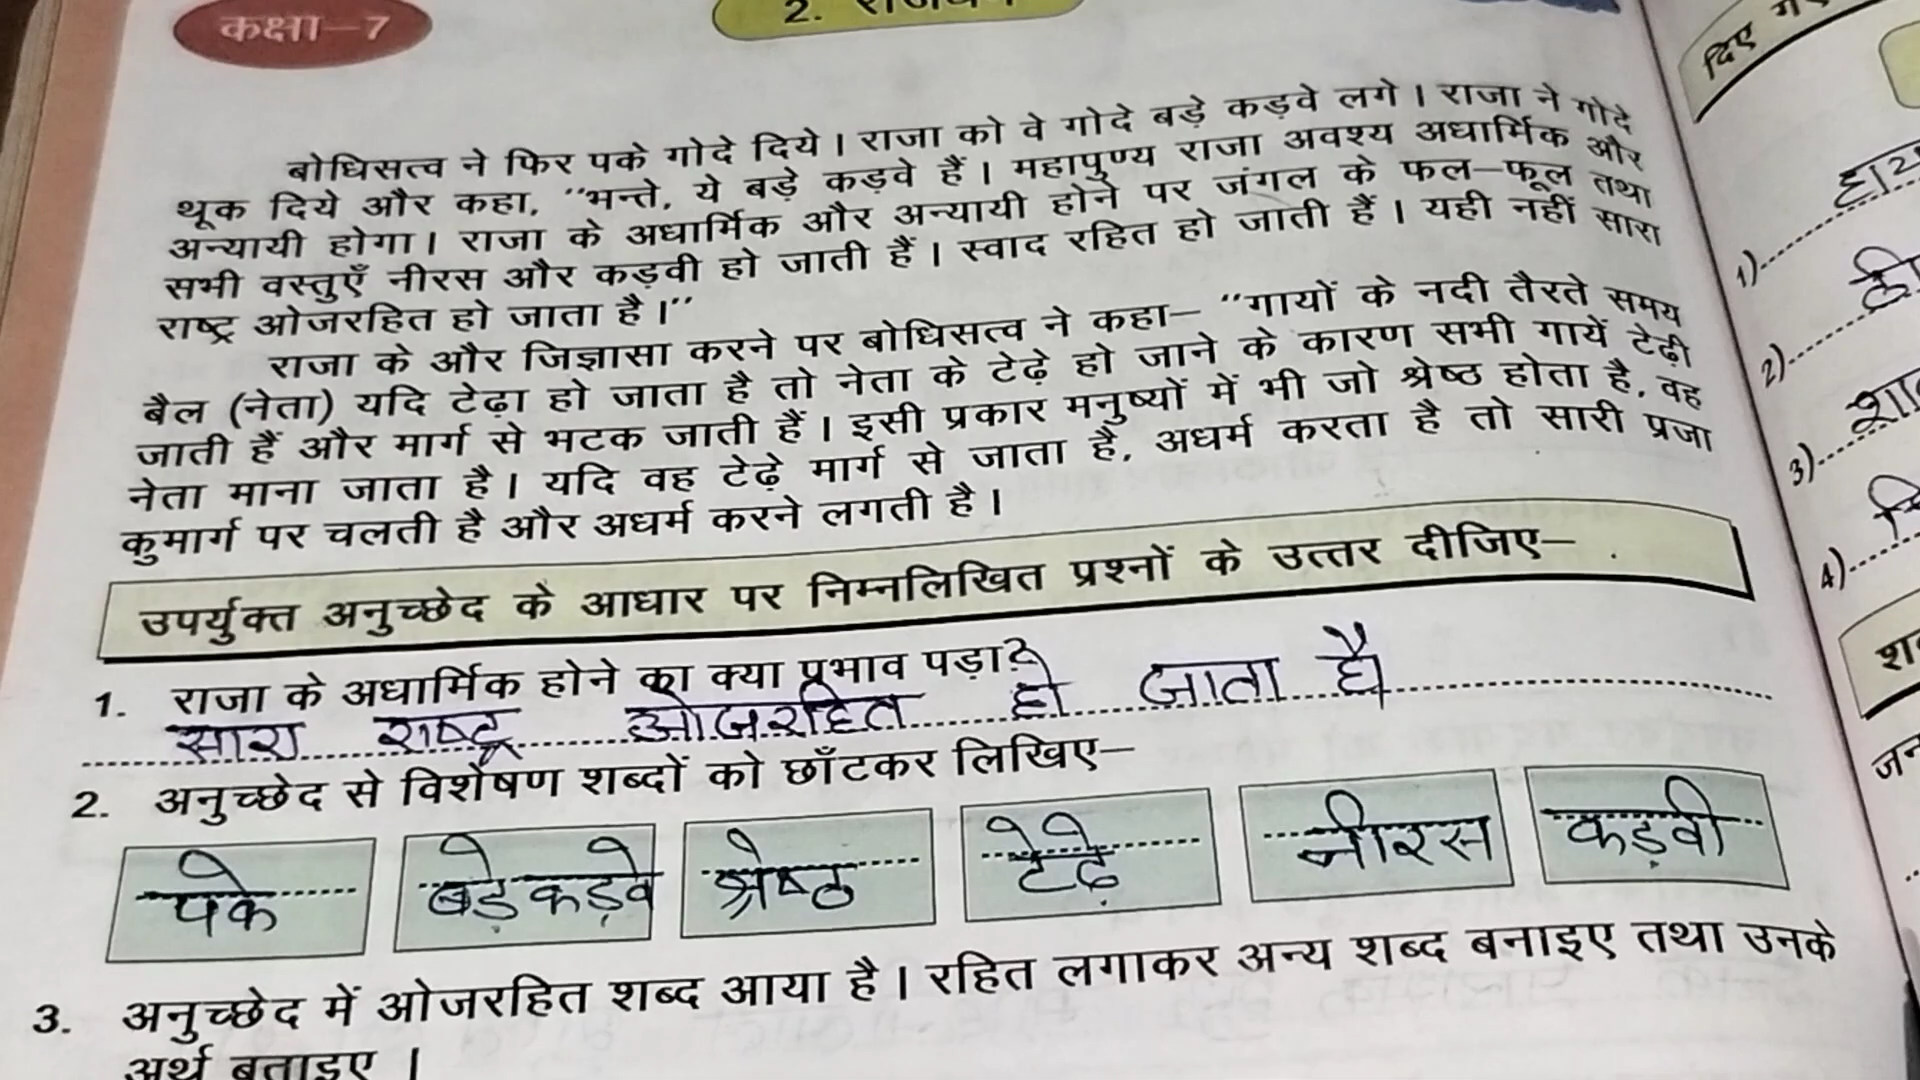 कक्षा–7
2.
बोधिसत्व ने फिर पके गोदे दिये। राजा को वे गोदे बड़े कड़वे लगे। राजा ने गोदे
थूक दिये और कहा, “भन्ते, ये बड़े कड़वे हैं। महापुण्य राजा अवश्य अधार्मिक और
अन्यायी होगा। राजा के अधार्मिक और अन्यायी होने पर जंगल के फल–फूल तथा
सभी वस्तुएँ नीरस और कड़वी हो जाती हैं। स्वाद रहित हो जाती हैं। यही नहीं सारा
राष्ट्र ओजरहित हो जाता है।”
राजा के और जिज्ञासा करने पर बोधिसत्व ने कहा– “गायों के नदी तैरते समय
बैल (नेता) यदि टेढ़ा हो जाता है तो नेता के टेढ़े हो जाने के कारण सभी गायें टेढ़ी
जाती हैं और मार्ग से भटक जाती हैं। इसी प्रकार मनुष्यों में भी जो श्रेष्ठ होता है, वह
नेता माना जाता है। यदि वह टेढ़े मार्ग से जाता है, अधर्म करता है तो सारी प्रजा
कुमार्ग पर चलती है और अधर्म करने लगती है।
उपर्युक्त अनुच्छेद के आधार पर निम्नलिखित प्रश्नों के उत्तर दीजिए–
1. राजा के अधार्मिक होने का क्या प्रभाव पड़ा?
सारा राष्ट्र ओजरहित हो जाता है
2. अनुच्छेद से विशेषण शब्दों को छाँटकर लिखिए–
पके बड़े कड़वे श्रेष्ठ टेढ़े नीरस कड़वी
3. अनुच्छेद में ओजरहित शब्द आया है। रहित लगाकर अन्य शब्द बनाइए तथा उनके
अर्थ बताइए।
दिए
1)
2)
3)
4)